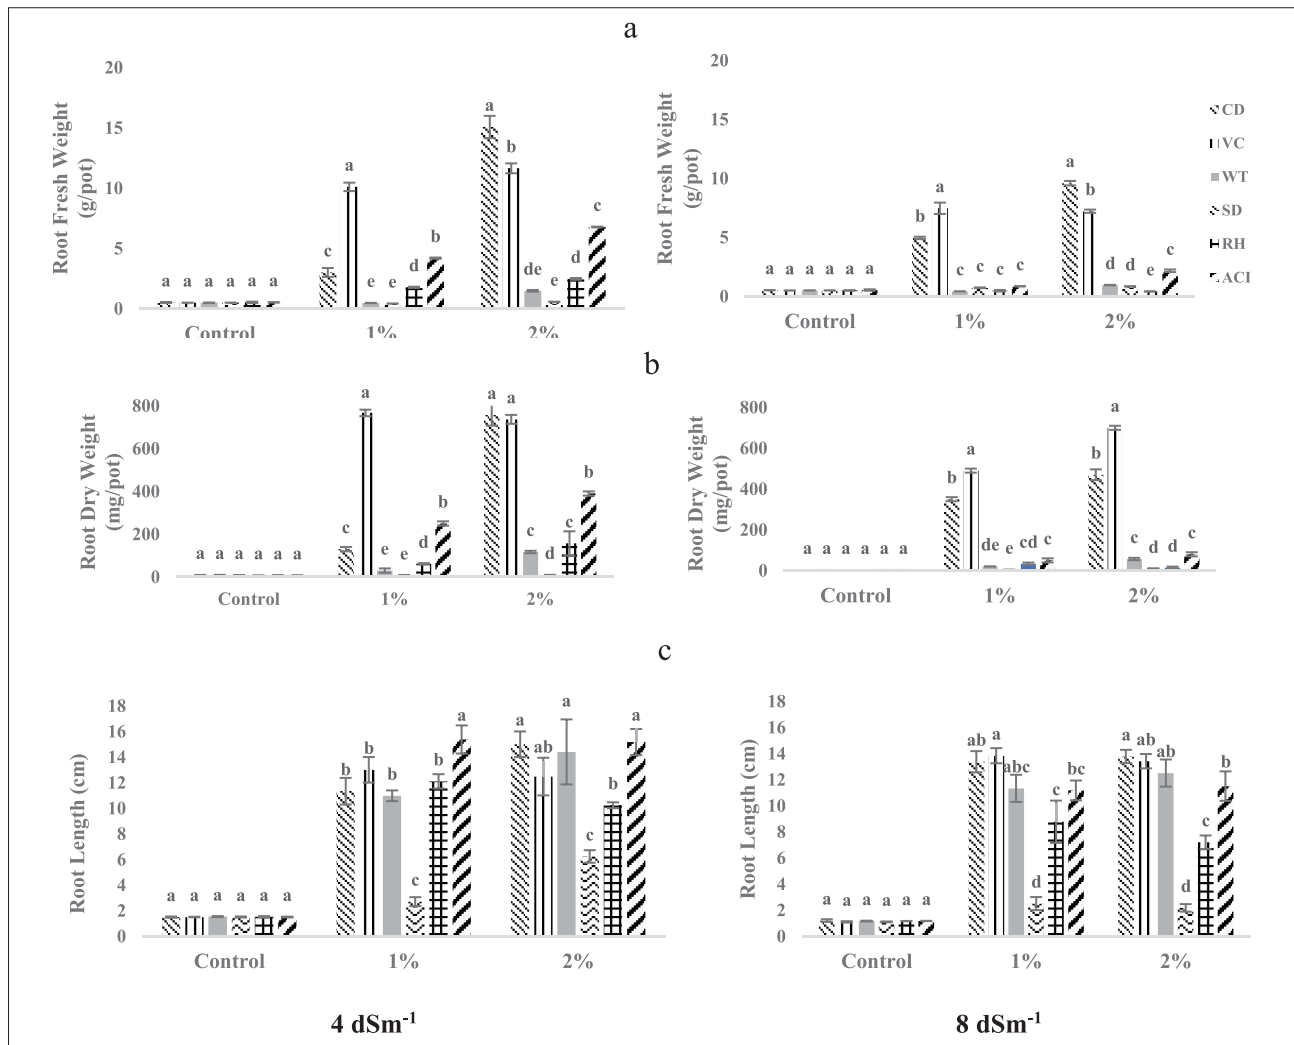 a
20
15
10
5
0
Root Fresh Weight
(g/pot)
a a a a a a
c a e e d b
a b de e d c
Control 1% 2%
20
15
10
5
0
Root Fresh Weight
(g/pot)
a a a a a a
b a c c c c
a b d d e c
Control 1% 2%
CD
VC
WT
SD
RH
ACI
b
800
600
400
200
0
Root Dry Weight
(mg/pot)
a a a a a a
c a e e d b
a a c d c b
Control 1% 2%
800
600
400
200
0
Root Dry Weight
(mg/pot)
a a a a a a
b a de e cd c
b a c d d c
Control 1% 2%
c
18
16
14
12
10
8
6
4
2
0
Root Length (cm)
a a a a a a
b b b c b a
a ab a c b a
Control 1% 2%
18
16
14
12
10
8
6
4
2
0
Root Length (cm)
a a a a a a
ab a abc d c bc
a ab ab d c b
Control 1% 2%
4 dSm⁻¹ 8 dSm⁻¹